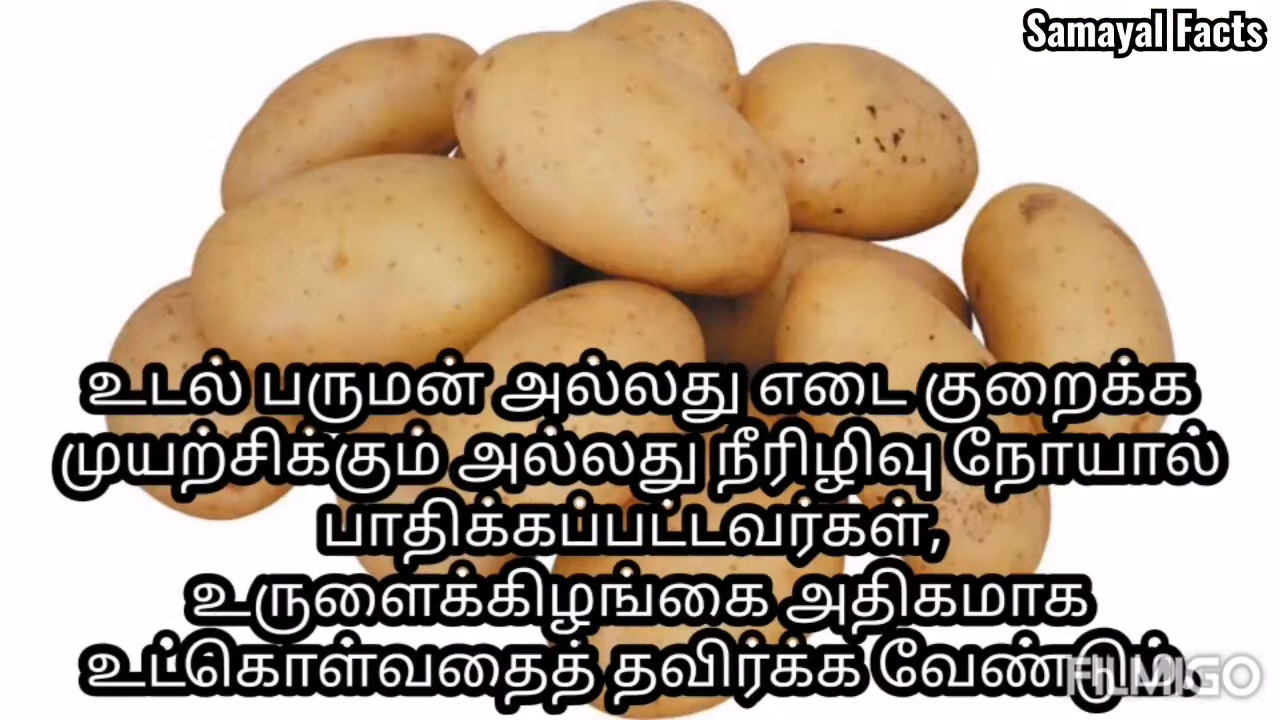 Samayal Facts
உடல் பருமன் அல்லது எடை குறைக்க
முயற்சிக்கும் அல்லது நீரிழிவு நோயால்
பாதிக்கப்பட்டவர்கள்,
உருளைக்கிழங்கை அதிகமாக
உட்கொள்வதைத் தவிர்க்க வேண்டும்.
FILMIGO